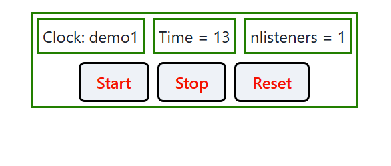 Clock: demo1 Time = 13 nlisteners = 1
Start Stop Reset